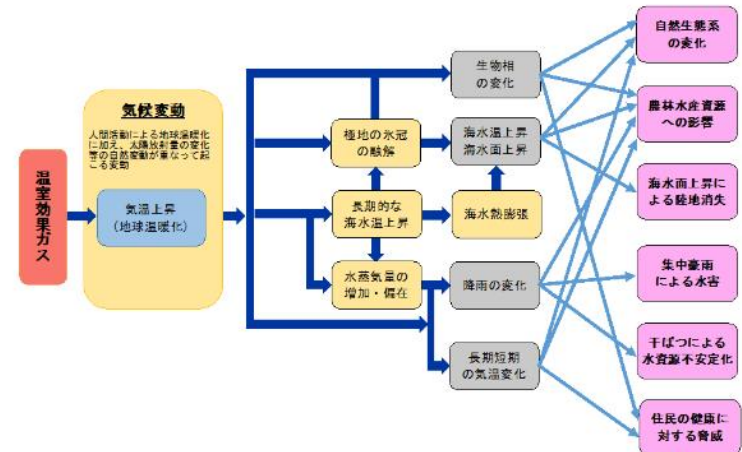 温室効果ガス
気候変動
人間活動による地球温暖化
に加え、太陽放射量の変化
等の自然変動が重なって起
こる変動
気温上昇
(地球温暖化)
極地の氷冠
の融解
長期的な
海水温上昇
水蒸気量の
増加・偏在
生物相
の変化
海水温上昇
海水面上昇
海水熱膨張
降雨の変化
長期短期
の気温変化
自然生態系
の変化
農林水産資源
への影響
海水面上昇に
よる陸地消失
集中豪雨
による水害
干ばつによる
水資源不安定化
住民の健康に
対する脅威